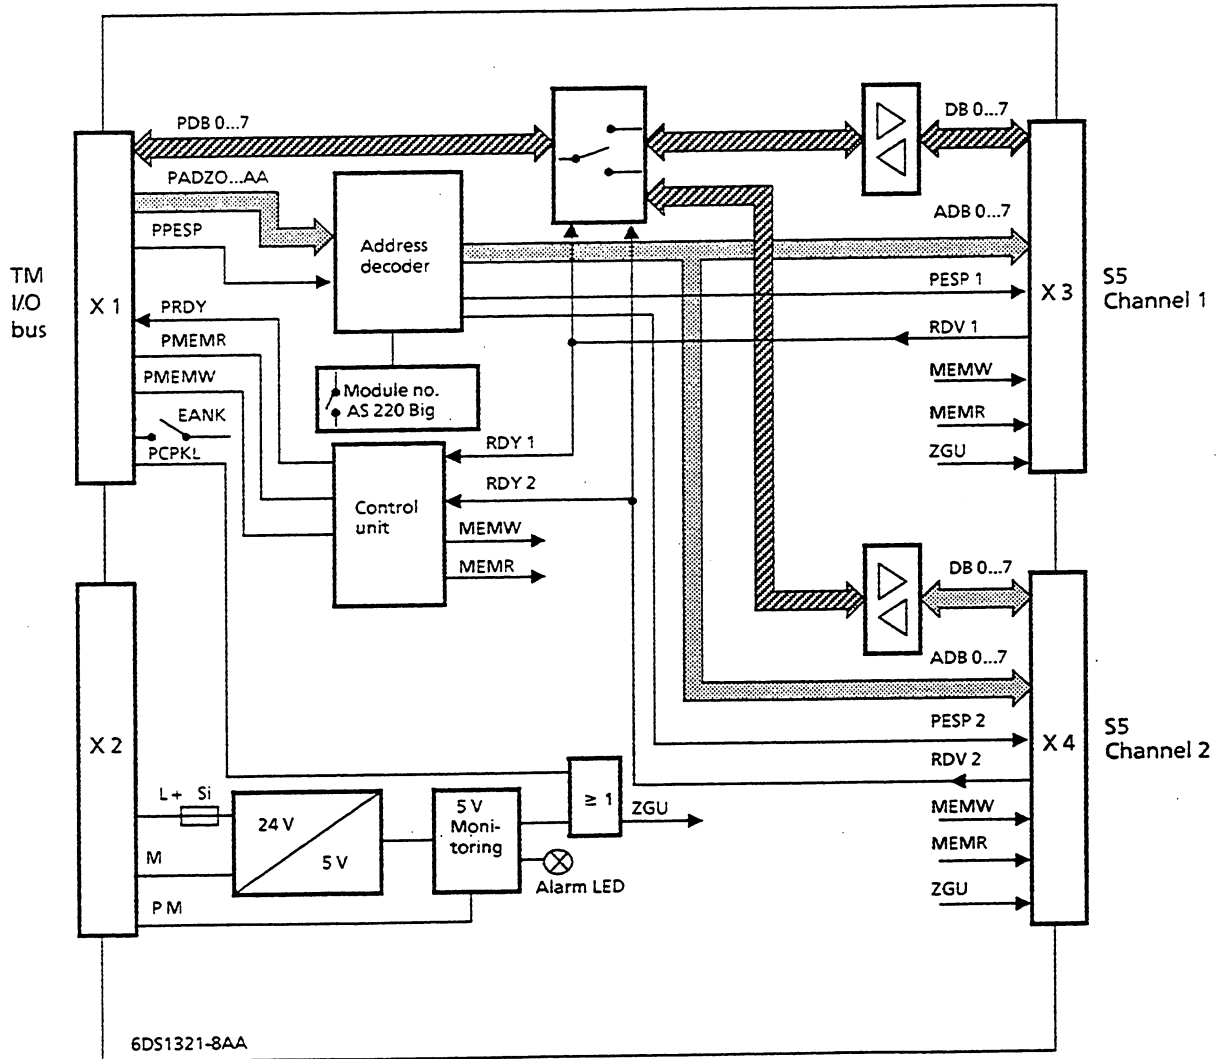 PDB 0...7
DB 0...7
PADZO...AA
ADB 0...7
PPESP
Address
decoder
TM
I/O
bus
X 1
PESP 1
X 3
S5
Channel 1
PRDY
RDV 1
PMEMR
MEMW
PMEMW
Module no.
AS 220 Big
MEMR
EANK
PCPKL
RDY 1
ZGU
RDY 2
Control
unit
MEMW
MEMR
DB 0...7
ADB 0...7
PESP 2
X 2
X 4
S5
Channel 2
RDV 2
L+ Si
24 V
5 V
5 V
Moni-
toring
≥ 1
ZGU
MEMW
MEMR
M
Alarm LED
ZGU
P M
6DS1321-8AA